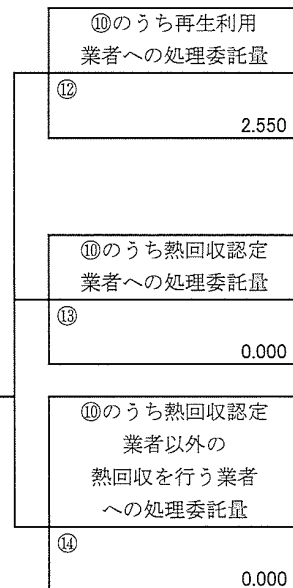 ⑩のうち再生利用
業者への処理委託量
⑫
2.550
⑩のうち熱回収認定
業者への処理委託量
⑬
0.000
⑩のうち熱回収認定
業者以外の
熱回収を行う業者
への処理委託量
⑭
0.000